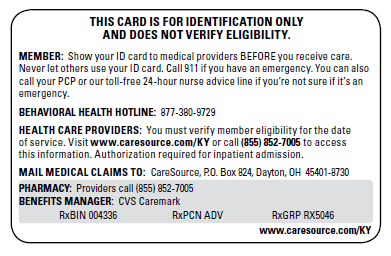 THIS CARD IS FOR IDENTIFICATION ONLY
AND DOES NOT VERIFY ELIGIBILITY.
MEMBER: Show your ID card to medical providers BEFORE you receive care.
Never let others use your ID card. Call 911 if you have an emergency. You can also
call your PCP or our toll-free 24-hour nurse advice line if you're not sure if it's an
emergency.
BEHAVIORAL HEALTH HOTLINE: 877-380-9729
HEALTH CARE PROVIDERS: You must verify member eligibility for the date
of service. Visit www.caresource.com/KY or call (855) 852-7005 to access
this information. Authorization required for inpatient admission.
MAIL MEDICAL CLAIMS TO: CareSource, P.O. Box 824, Dayton, OH 45401-8730
PHARMACY: Providers call (855) 852-7005
BENEFITS MANAGER: CVS Caremark
RxBIN 004336 RxPCN ADV RxGRP RX5046
www.caresource.com/KY